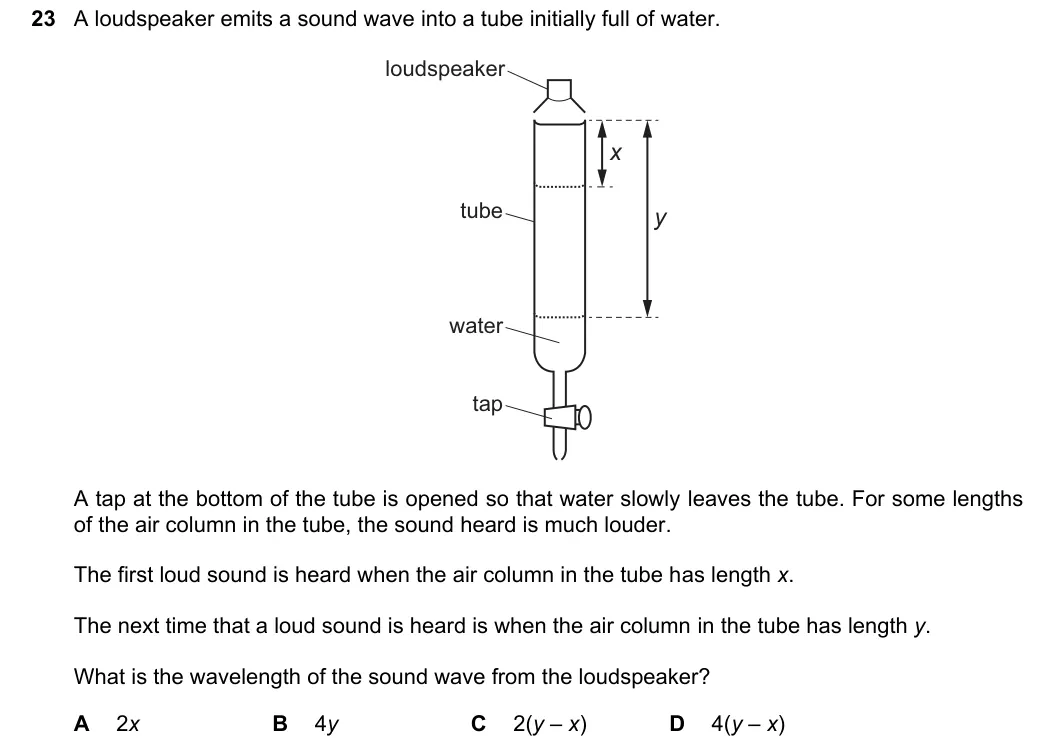 23 A loudspeaker emits a sound wave into a tube initially full of water.
loudspeaker
x
tube
y
water
tap
A tap at the bottom of the tube is opened so that water slowly leaves the tube. For some lengths
of the air column in the tube, the sound heard is much louder.
The first loud sound is heard when the air column in the tube has length x.
The next time that a loud sound is heard is when the air column in the tube has length y.
What is the wavelength of the sound wave from the loudspeaker?
A 2x B 4y C 2(y – x) D 4(y – x)